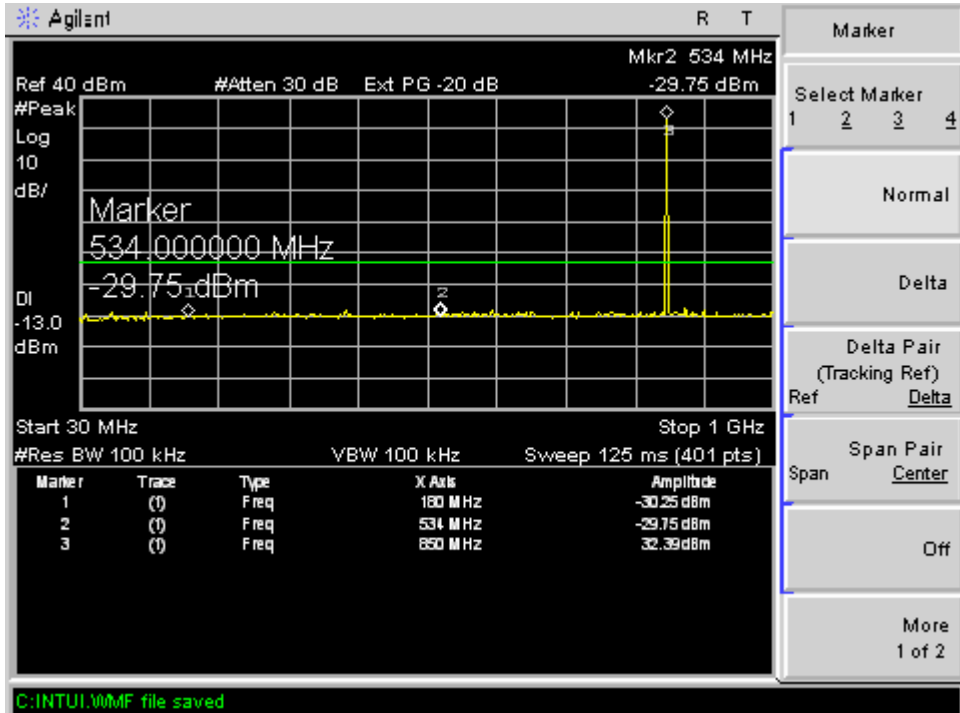 Agilent R T
Mkr2 534 MHz
Ref 40 dBm #Atten 30 dB Ext PG -20 dB -29.75 dBm
#Peak
Log
10
dB/
Marker
534.000000 MHz
-29.75 dBm
1
2
3
DI
-13.0
dBm
Start 30 MHz Stop 1 GHz
#Res BW 100 kHz VBW 100 kHz Sweep 125 ms (401 pts)
Marker Trace Type X Axis Amplitude
1 (1) Freq 180 MHz -30.25 dBm
2 (1) Freq 534 MHz -29.75 dBm
3 (1) Freq 850 MHz 32.39 dBm
C:INTUI.WMF file saved
Marker
Select Marker
1 2 3 4
Normal
Delta
Delta Pair
(Tracking Ref)
Ref Delta
Span Pair
Span Center
Off
More
1 of 2